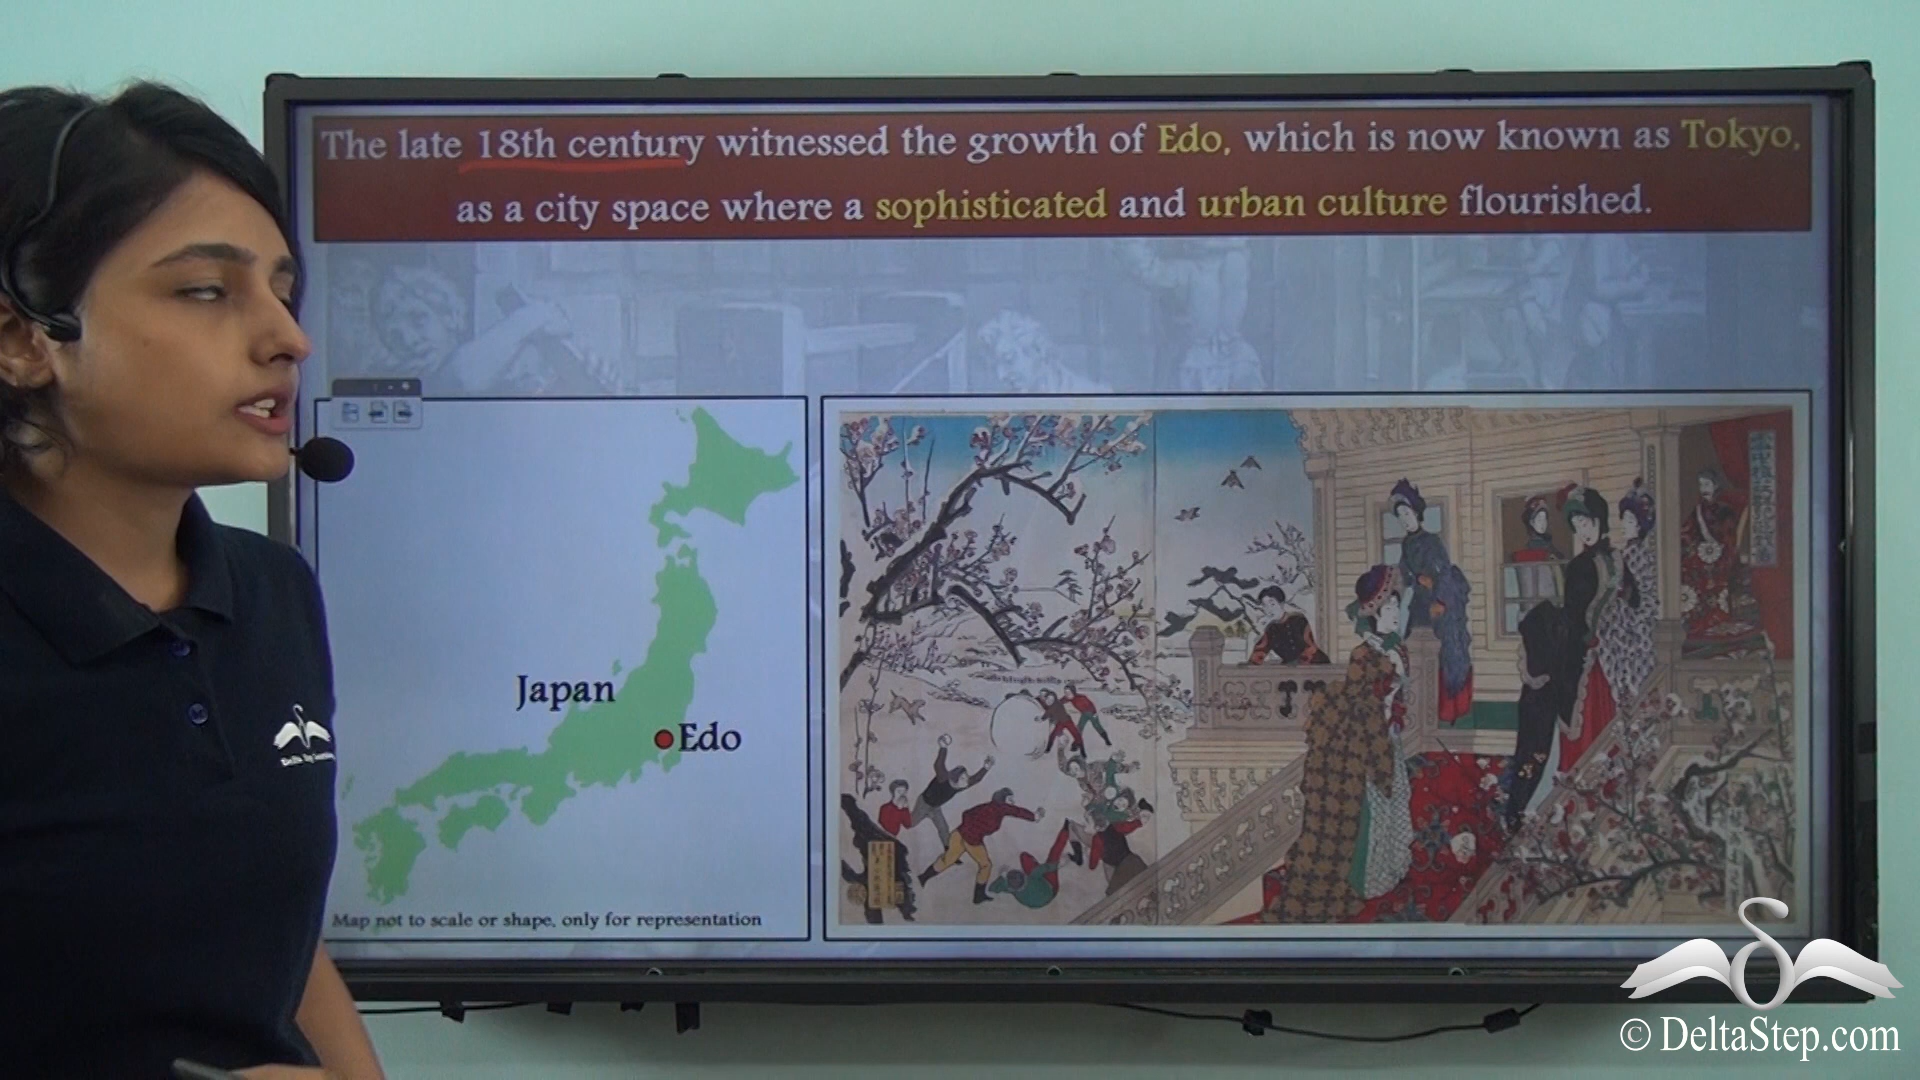 The late 18th century witnessed the growth of Edo, which is now known as Tokyo,
as a city space where a sophisticated and urban culture flourished.
Japan
Edo
Map not to scale or shape, only for representation
© DeltaStep.com